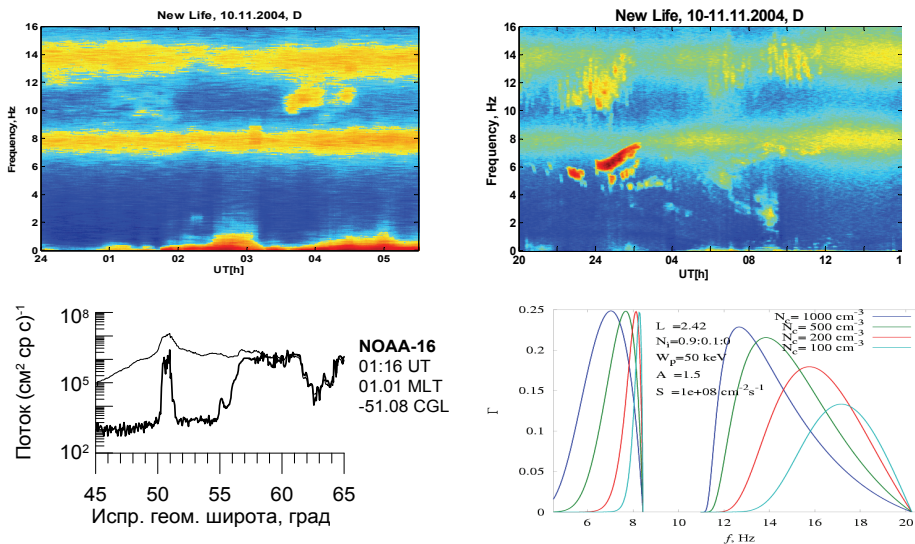 New Life, 10.11.2004, D
16
14
12
10
8
6
4
2
0
Frequency, Hz
24
01
02
03
04
05
UT[h]
New Life, 10-11.11.2004, D
16
14
12
10
8
6
4
2
0
Frequency, Hz
20
24
04
08
12
1
UT[h]
10⁸
10⁵
10²
Поток (см² ср с)⁻¹
45
50
55
60
65
Испр. геом. широта, град
NOAA-16
01:16 UT
01.01 MLT
-51.08 CGL
0.25
0.2
0.15
0.1
0.05
0
Γ
L =2.42
Nᵢ=0.9:0.1:0
Wₚ=50 keV
A =1.5
S =1e+08 cm⁻²s⁻¹
N_c= 1000 cm⁻³
N_c= 500 cm⁻³
N_c= 200 cm⁻³
N_c= 100 cm⁻³
6
8
10
12
14
16
18
20
f, Hz